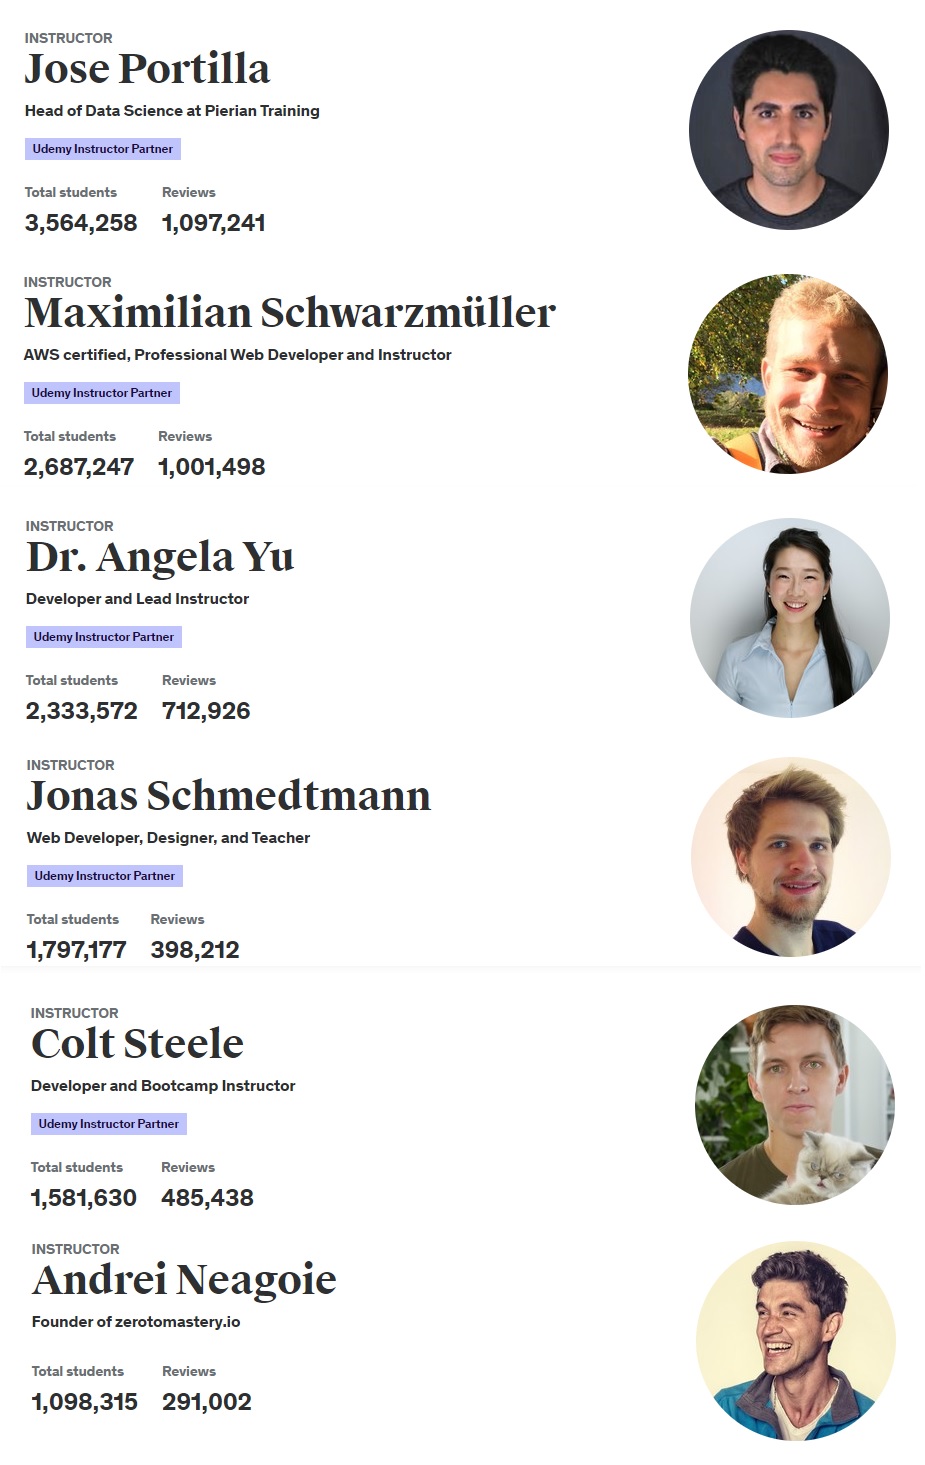 INSTRUCTOR
Jose Portilla
Head of Data Science at Pierian Training
Udemy Instructor Partner
Total students Reviews
3,564,258 1,097,241
INSTRUCTOR
Maximilian Schwarzmüller
AWS certified, Professional Web Developer and Instructor
Udemy Instructor Partner
Total students Reviews
2,687,247 1,001,498
INSTRUCTOR
Dr. Angela Yu
Developer and Lead Instructor
Udemy Instructor Partner
Total students Reviews
2,333,572 712,926
INSTRUCTOR
Jonas Schmedtmann
Web Developer, Designer, and Teacher
Udemy Instructor Partner
Total students Reviews
1,797,177 398,212
INSTRUCTOR
Colt Steele
Developer and Bootcamp Instructor
Udemy Instructor Partner
Total students Reviews
1,581,630 485,438
INSTRUCTOR
Andrei Neagoie
Founder of zerotomastery.io
Total students Reviews
1,098,315 291,002